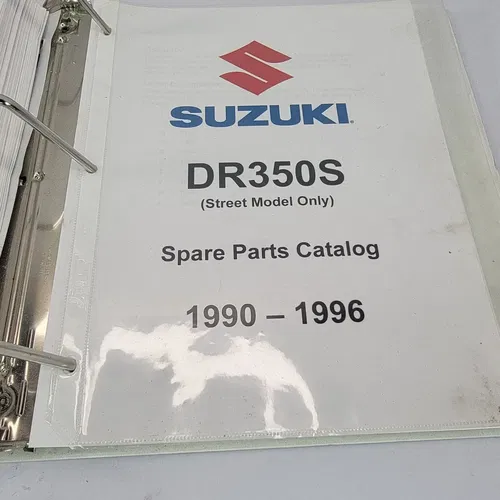 SUZUKI
DR350S
(Street Model Only)
Spare Parts Catalog
1990 – 1996